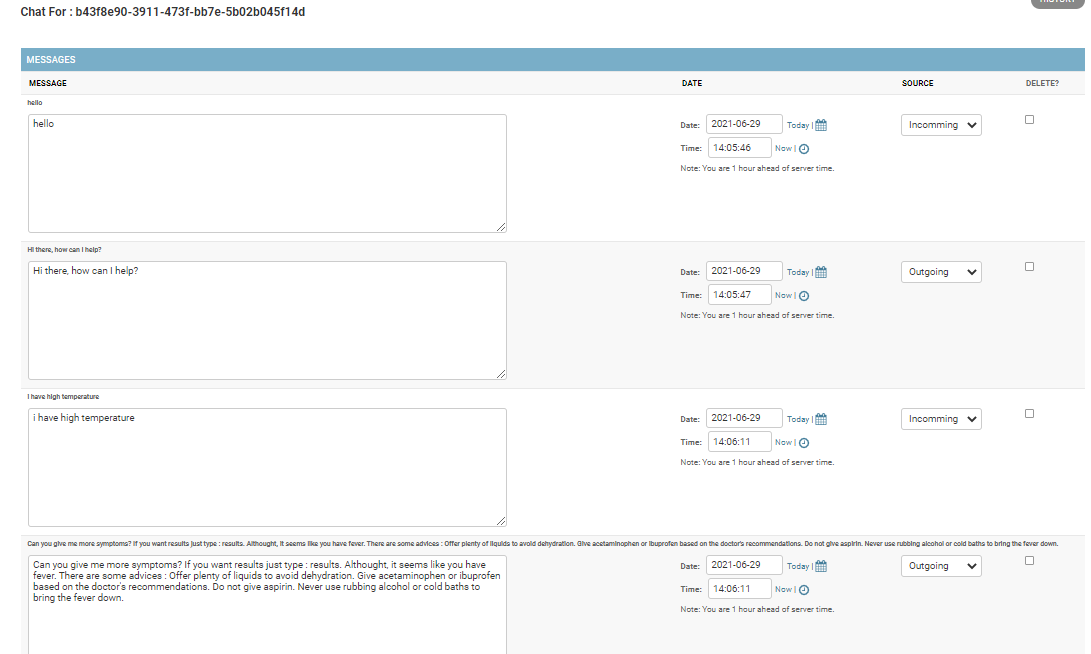 Chat For : b43f8e90-3911-473f-bb7e-5b02b045f14d
HISTORY
MESSAGES
MESSAGE DATE SOURCE DELETE?
hello
hello
Date: 2021-06-29 Today |
Time: 14:05:46 Now |
Note: You are 1 hour ahead of server time.
Incomming
Hi there, how can I help?
Hi there, how can I help?
Date: 2021-06-29 Today |
Time: 14:05:47 Now |
Note: You are 1 hour ahead of server time.
Outgoing
i have high temperature
i have high temperature
Date: 2021-06-29 Today |
Time: 14:06:11 Now |
Note: You are 1 hour ahead of server time.
Incomming
Can you give me more symptoms? If you want results just type : results. Althought, it seems like you have fever. There are some advices : Offer plenty of liquids to avoid dehydration. Give acetaminophen or ibuprofen based on the doctor's recommendations. Do not give aspirin. Never use rubbing alcohol or cold baths to bring the fever down.
Can you give me more symptoms? If you want results just type : results. Althought, it seems like you have
fever. There are some advices : Offer plenty of liquids to avoid dehydration. Give acetaminophen or ibuprofen
based on the doctor's recommendations. Do not give aspirin. Never use rubbing alcohol or cold baths to
bring the fever down.
Date: 2021-06-29 Today |
Time: 14:06:11 Now |
Note: You are 1 hour ahead of server time.
Outgoing